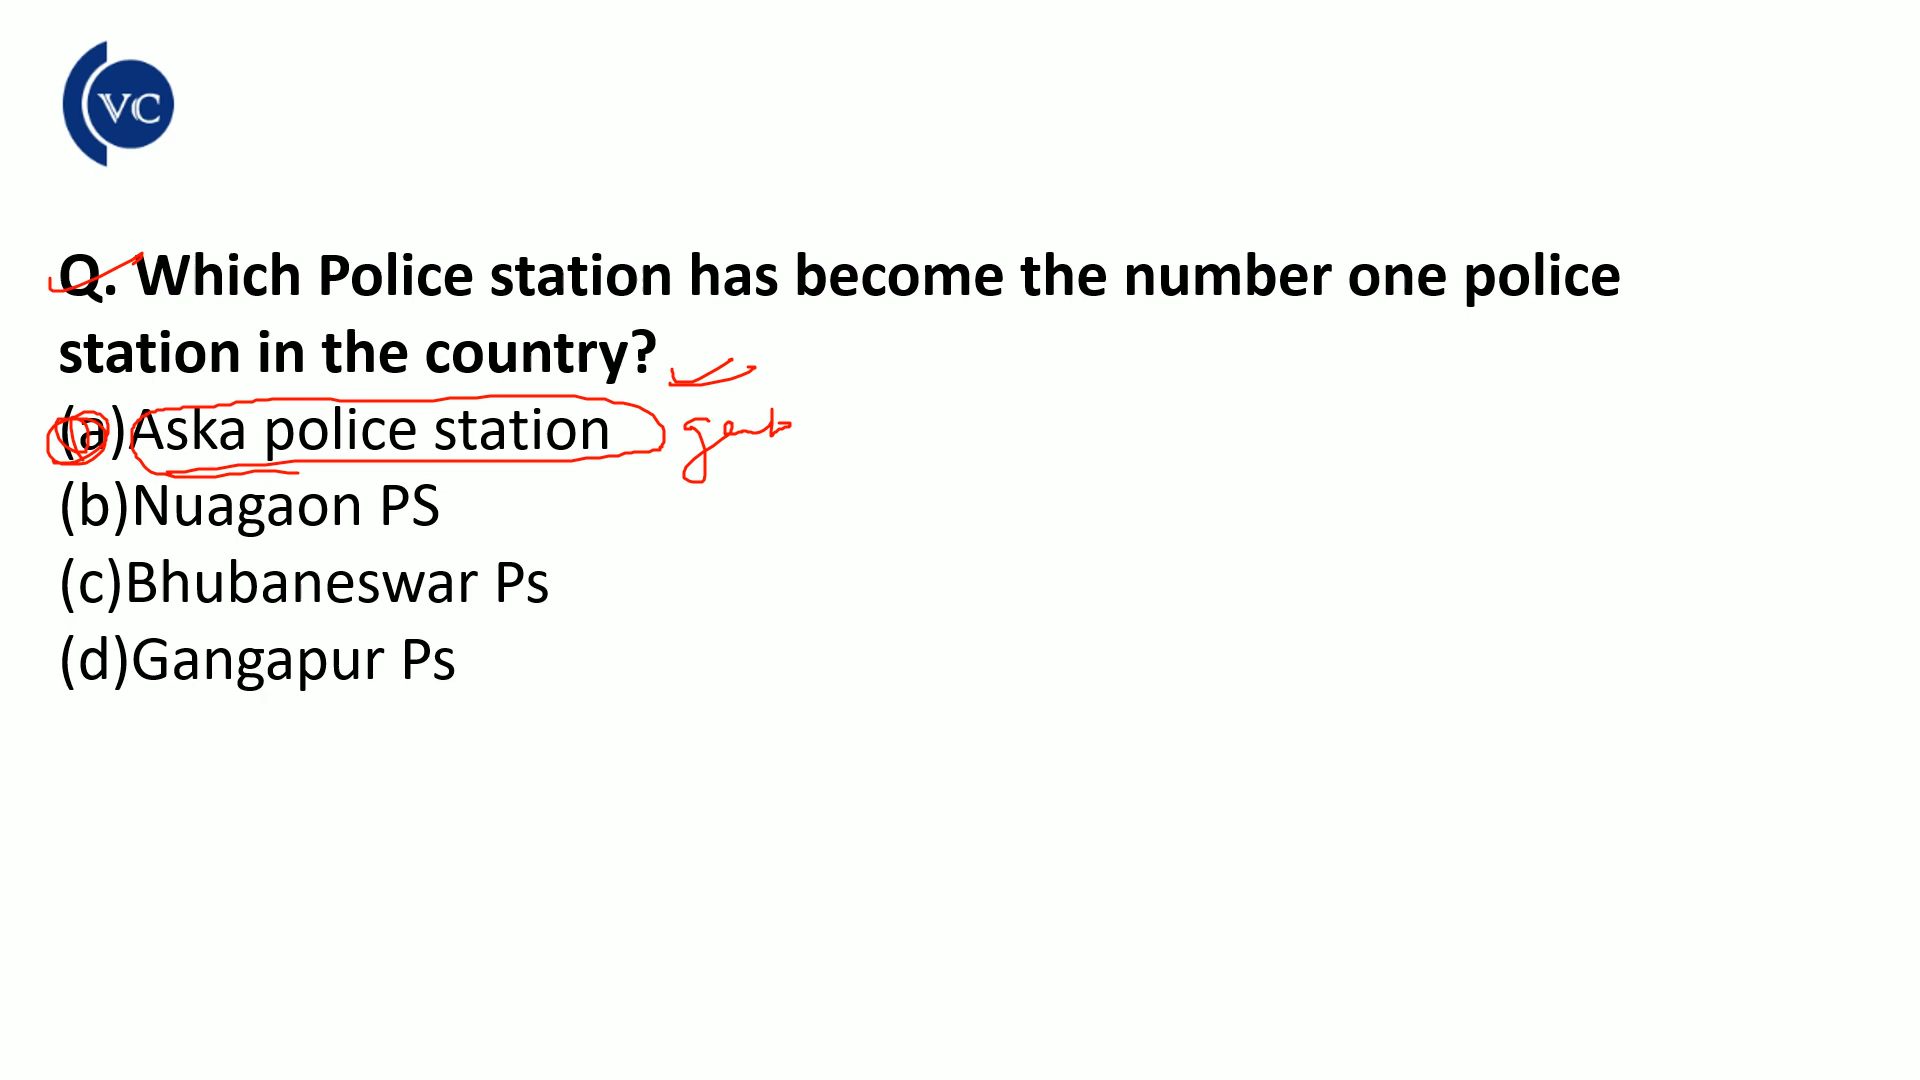 VC
Q. Which Police station has become the number one police
station in the country?
(a)Aska police station
(b)Nuagaon PS
(c)Bhubaneswar Ps
(d)Gangapur Ps